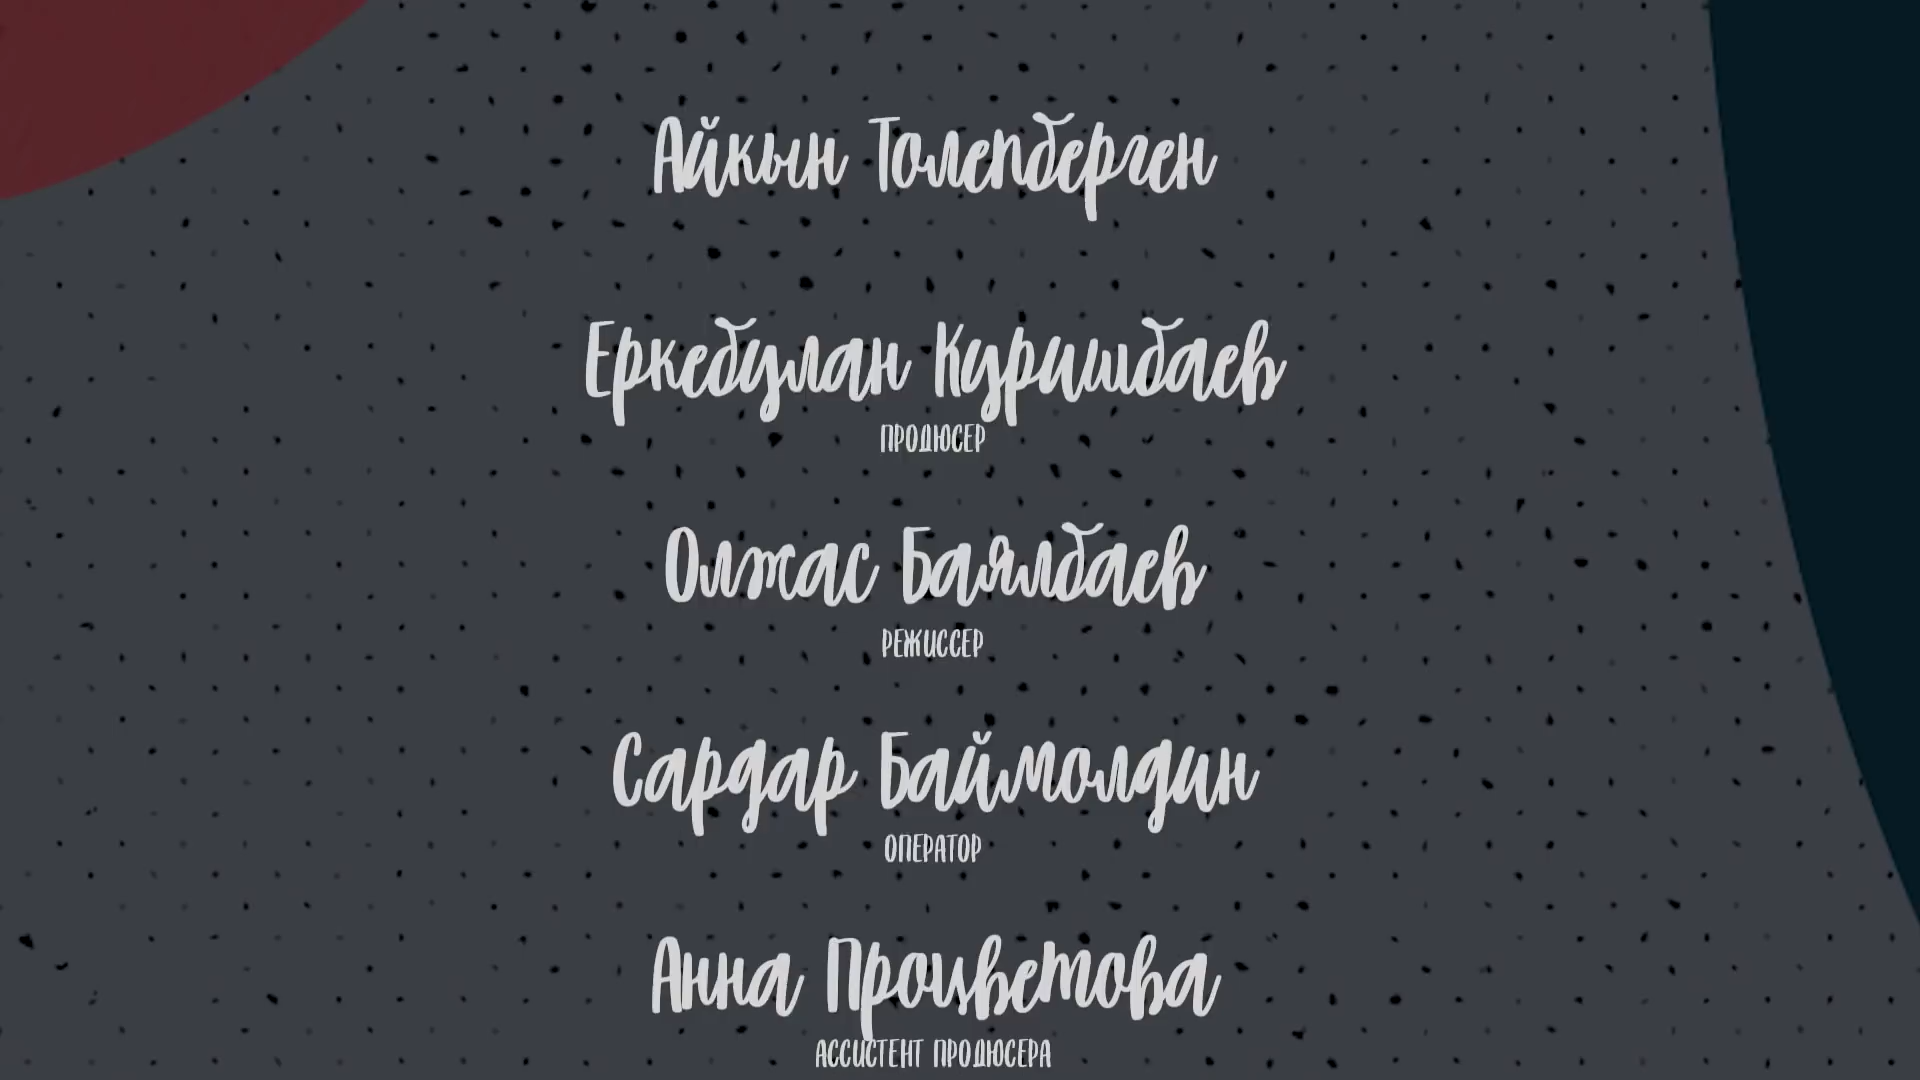 Айкын Толепберген
Еркебулан Куришбаев
ПРОДЮСЕР
Олжас Баялбаев
РЕЖИССЕР
Сардар Баймолдин
ОПЕРАТОР
Анна Процветова
АССИСТЕНТ ПРОДЮСЕРА